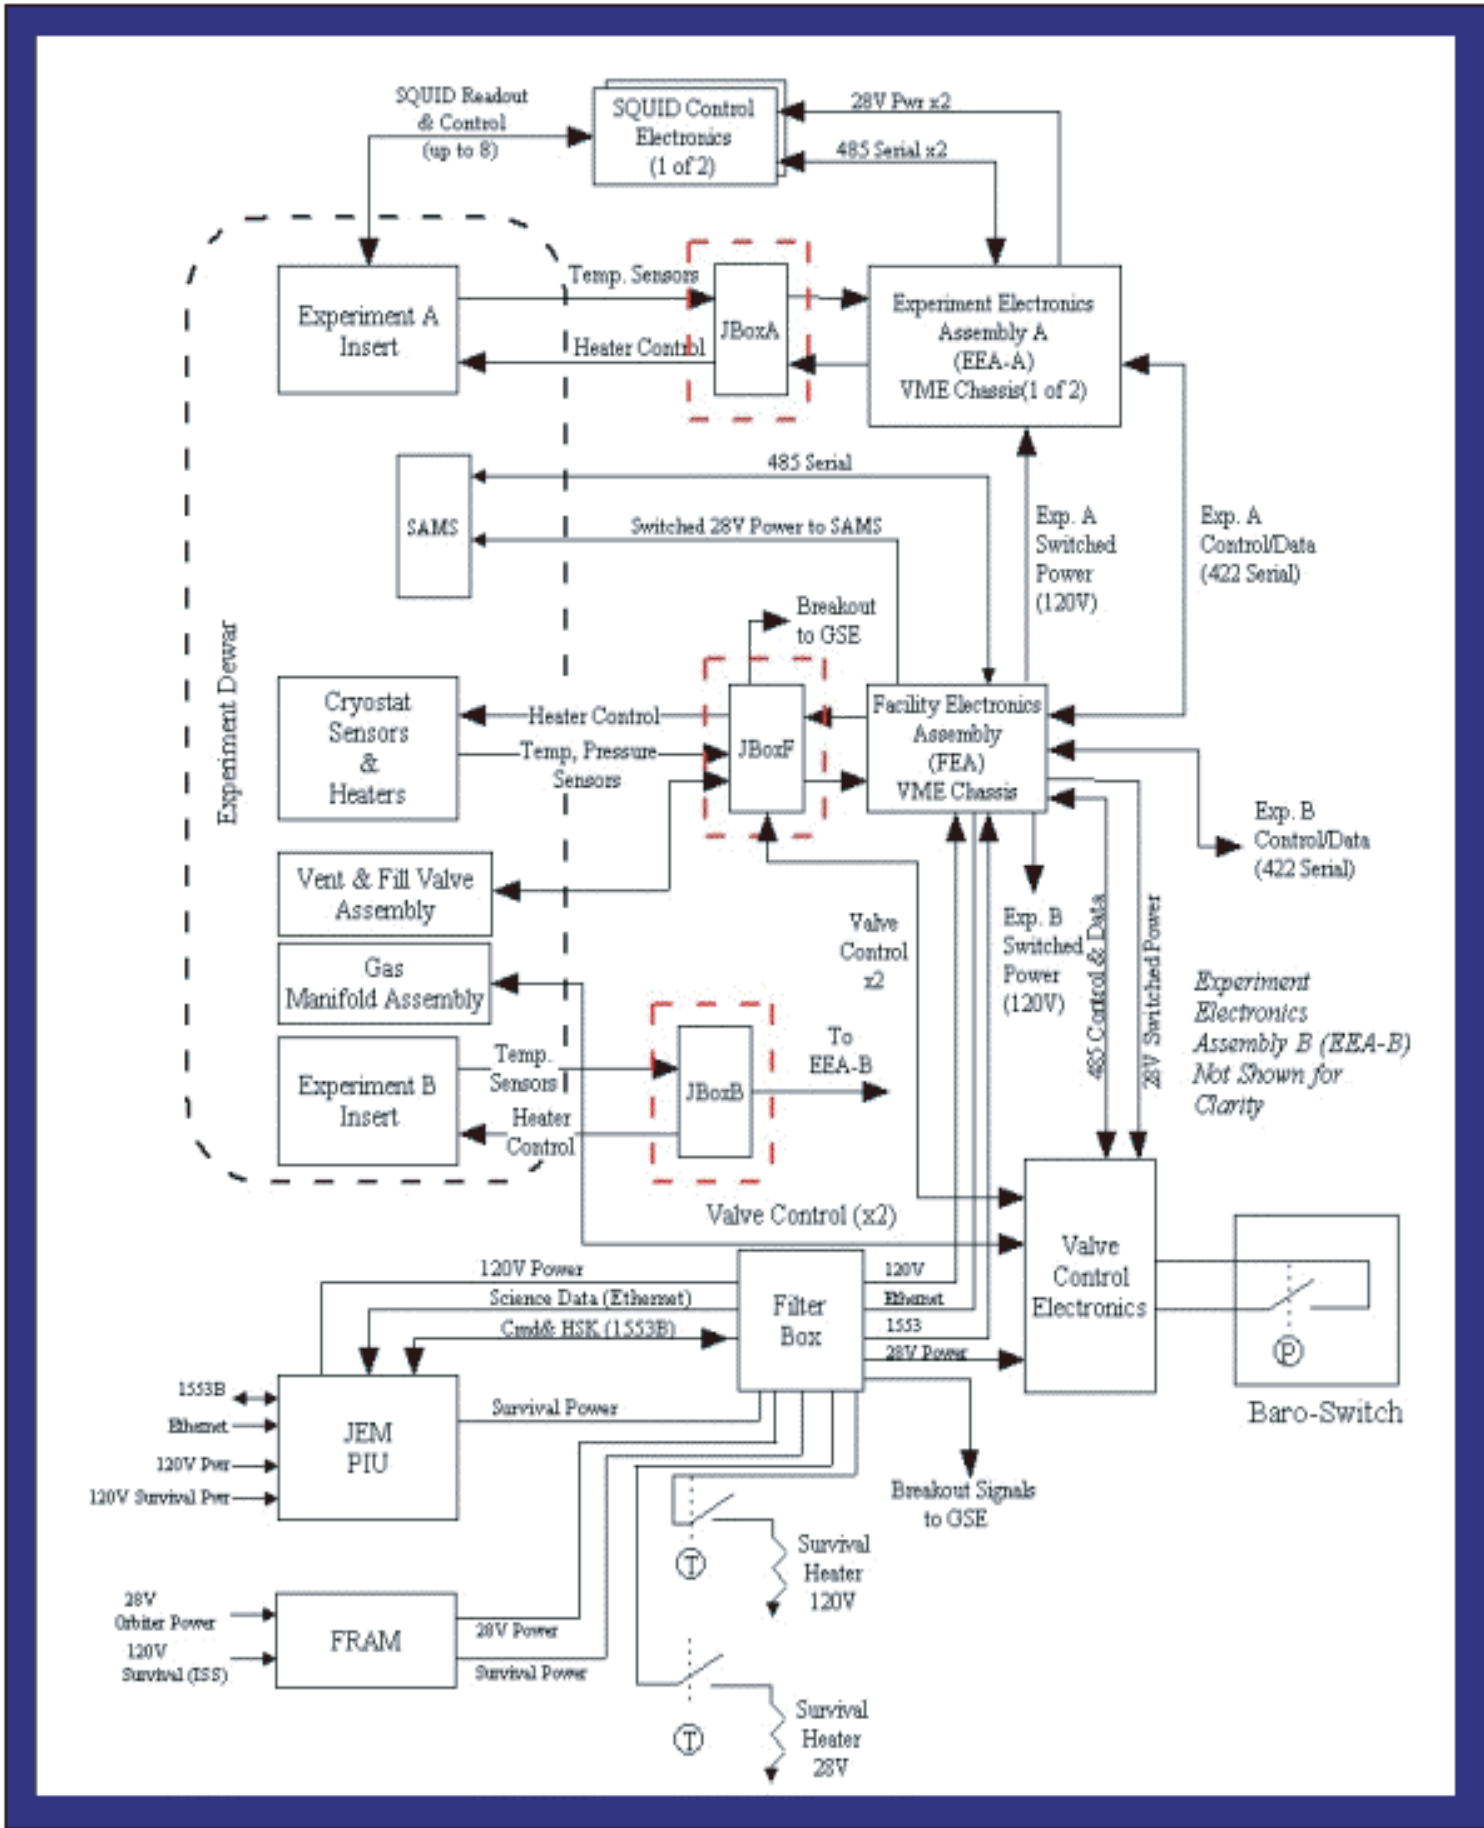 SQUID Readout
& Control
(up to 8)
SQUID Control
Electronics
(1 of 2)
28V Pwr x2
485 Serial x2
Experiment A
Insert
Temp. Sensors
Heater Control
JBoxA
Experiment Electronics
Assembly A
(EEA-A)
VME Chassis(1 of 2)
SAMS
485 Serial
Switched 28V Power to SAMS
Exp. A
Switched
Power
(120V)
Exp. A
Control/Data
(422 Serial)
Breakout
to GSE
Experiment Dewar
Cryostat
Sensors
&
Heaters
Heater Control
Temp, Pressure
Sensors
JBoxF
Facility Electronics
Assembly
(FEA)
VME Chassis
Exp. B
Control/Data
(422 Serial)
Vent & Fill Valve
Assembly
Gas
Manifold Assembly
Valve
Control
x2
Exp. B
Switched
Power
(120V)
485 Control & Data
28V Switched Power
Experiment
Electronics
Assembly B (EEA-B)
Not Shown for
Clarity
Experiment B
Insert
Temp.
Sensors
Heater
Control
JBoxB
To
EEA-B
Valve Control (x2)
Valve
Control
Electronics
Baro-Switch
P
120V Power
Science Data (Ethernet)
Cmd& HSK (1553B)
Filter
Box
120V
Ethernet
1553
28V Power
1553B
Ethernet
120V Pwr
120V Survival Pwr
JEM
PIU
Survival Power
Breakout Signals
to GSE
T
Survival
Heater
120V
28V
Orbiter Power
120V
Survival (ISS)
FRAM
28V Power
Survival Power
T
Survival
Heater
28V